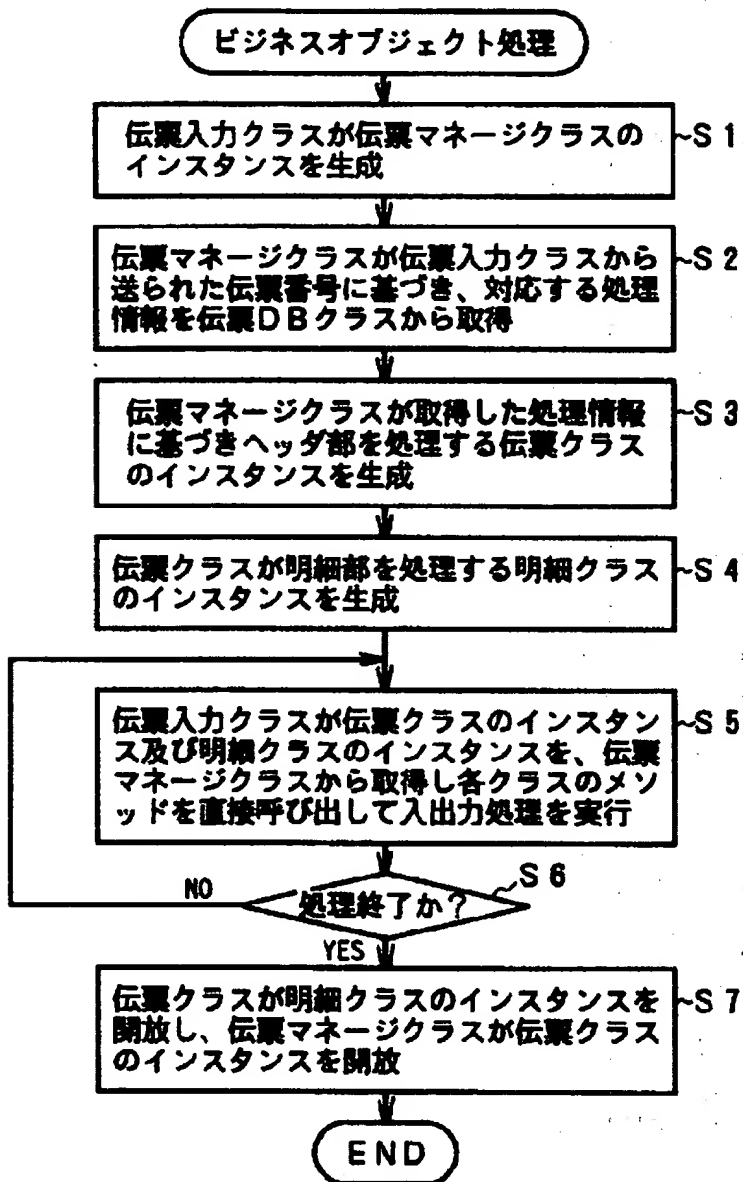 ビジネスオブジェクト処理
伝票入力クラスが伝票マネージクラスの
インスタンスを生成
~S1
伝票マネージクラスが伝票入力クラスから
送られた伝票番号に基づき、対応する処理
情報を伝票DBクラスから取得
~S2
伝票マネージクラスが取得した処理情報
に基づきヘッダ部を処理する伝票クラス
のインスタンスを生成
~S3
伝票クラスが明細部を処理する明細クラス
のインスタンスを生成
~S4
伝票入力クラスが伝票クラスのインスタン
ス及び明細クラスのインスタンスを、伝票
マネージクラスから取得し各クラスのメソ
ッドを直接呼び出して入出力処理を実行
~S5
処理終了か?
S6
NO
YES
伝票クラスが明細クラスのインスタンスを
開放し、伝票マネージクラスが伝票クラス
のインスタンスを開放
~S7
END